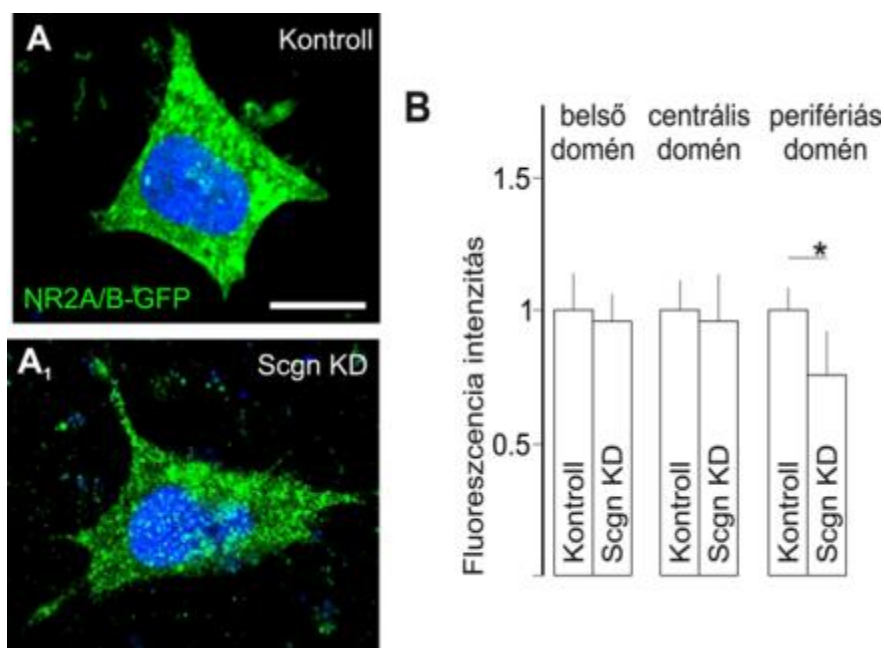 A
Kontroll
NR2A/B-GFP
A1
Scgn KD
B
belső domén
centrális domén
perifériás domén
Fluoreszcencia intenzitás
1.5
1
0.5
*
Kontroll
Scgn KD
Kontroll
Scgn KD
Kontroll
Scgn KD